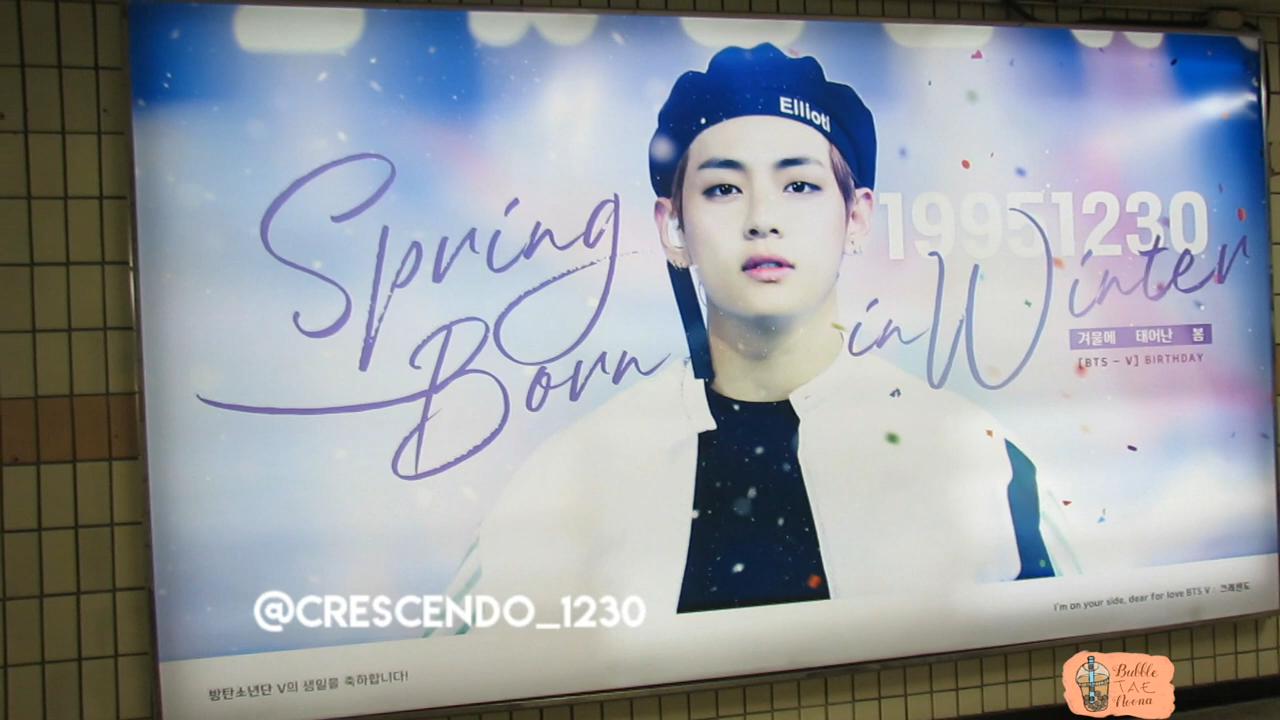 Elliott
Spring
Born
19951230
in Winter
겨울에 태어난 봄
[BTS - V] BIRTHDAY
@CRESCENDO_1230
I'm on your side, dear for love BTS V : 크레센도
방탄소년단 V의 생일을 축하합니다!
Bubble
TAE
Noona